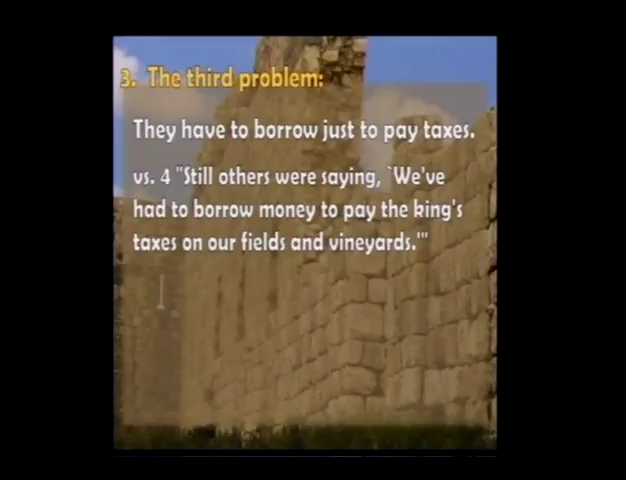 3. The third problem:
They have to borrow just to pay taxes.
vs. 4 "Still others were saying, `We've
had to borrow money to pay the king's
taxes on our fields and vineyards.'"